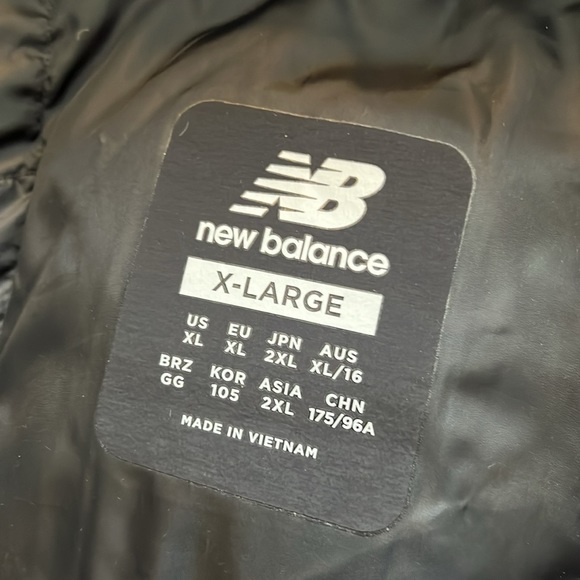 NB
new balance
X-LARGE
US EU JPN AUS
XL XL 2XL XL/16
BRZ KOR ASIA CHN
GG 105 2XL 175/96A
MADE IN VIETNAM